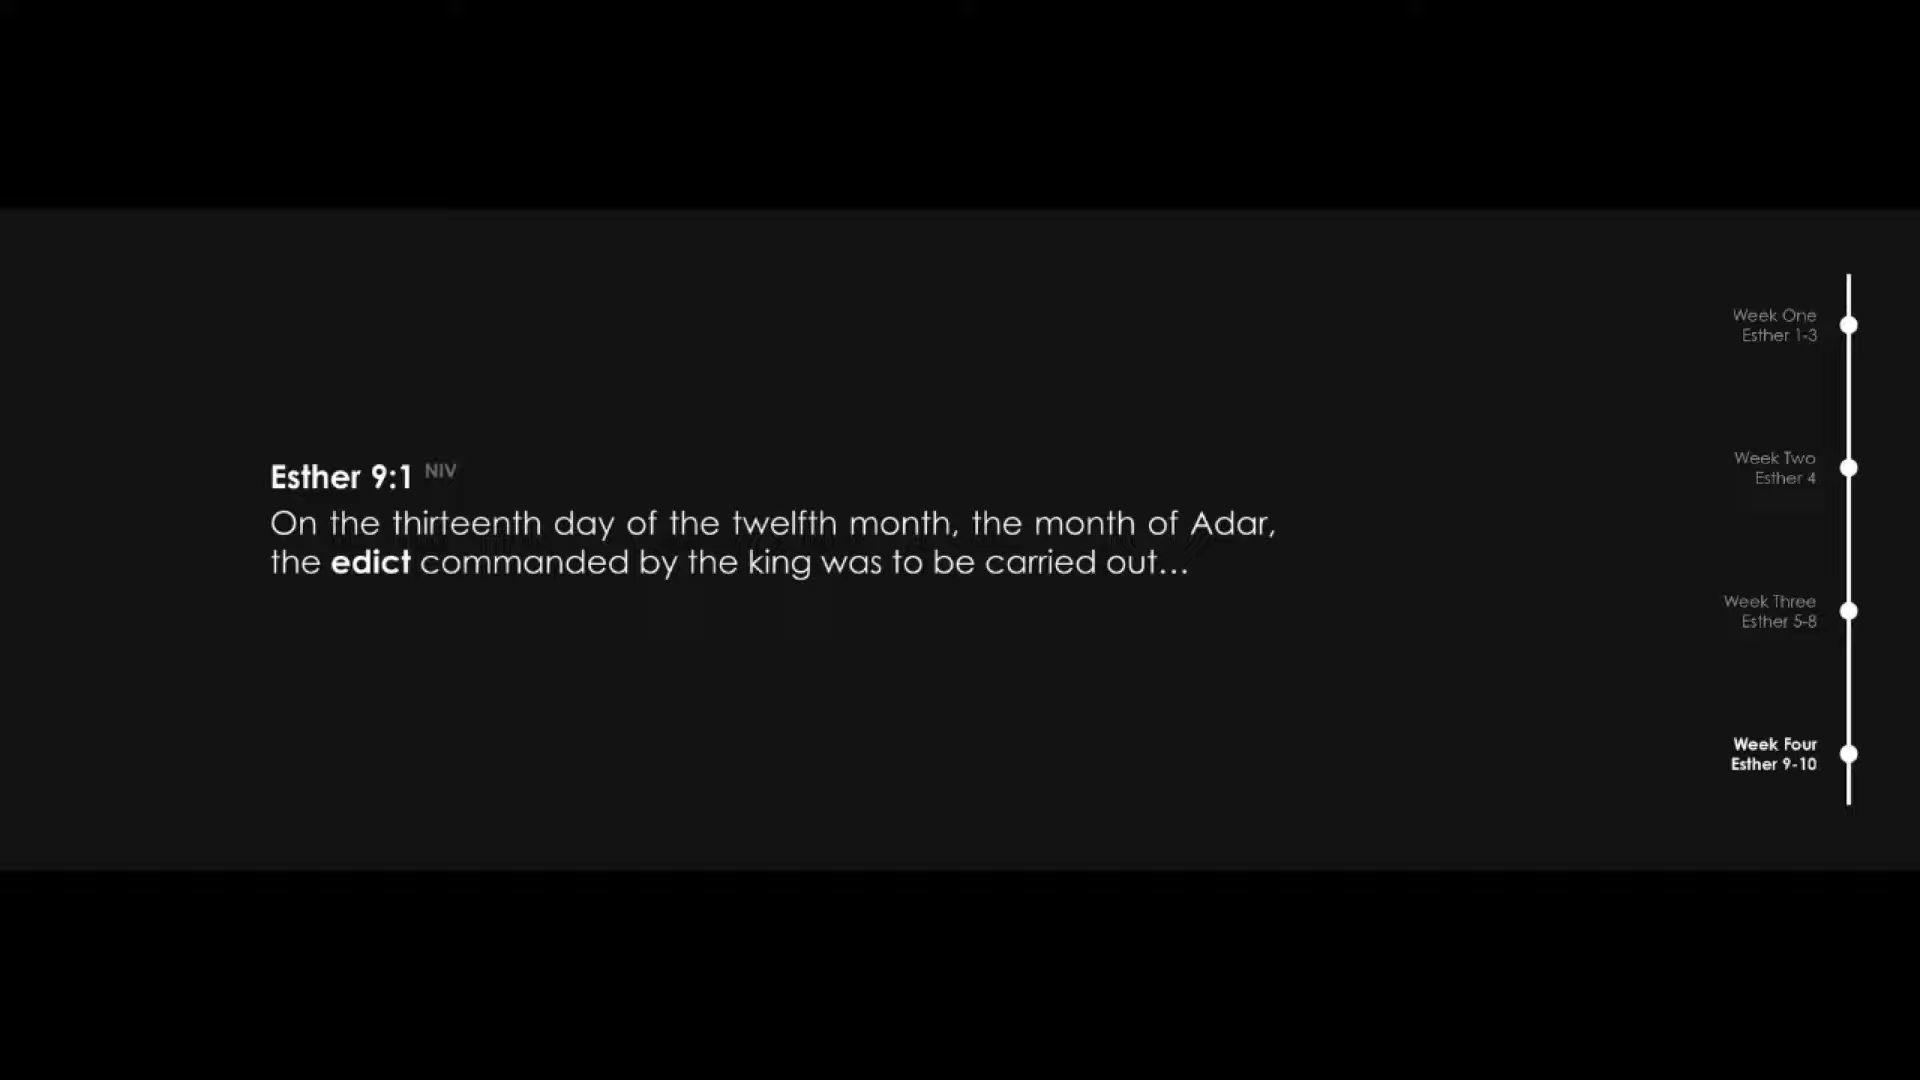 Esther 9:1 NIV
On the thirteenth day of the twelfth month, the month of Adar,
the edict commanded by the king was to be carried out...
Week One
Esther 1-3
Week Two
Esther 4
Week Three
Esther 5-8
Week Four
Esther 9-10